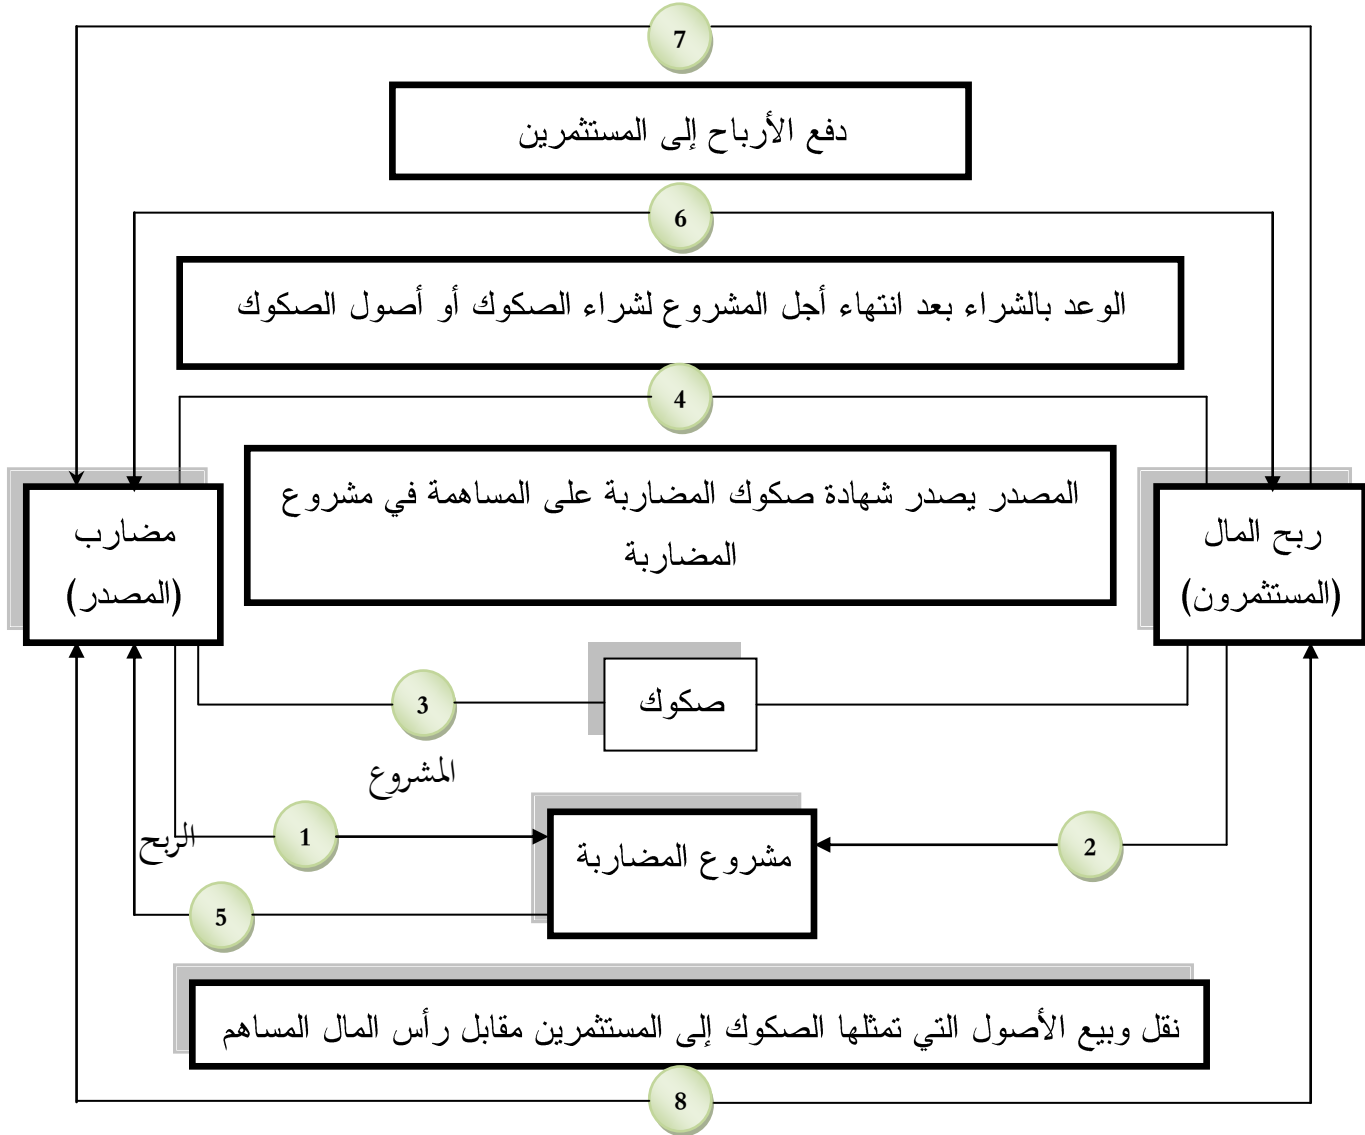 7
دفع الأرباح إلى المستثمرين
6
الوعد بالشراء بعد انتهاء أجل المشروع لشراء الصكوك أو أصول الصكوك
4
المصدر يصدر شهادة صكوك المضاربة على المساهمة في مشروع
المضاربة
ربح المال
(المستثمرون)
مضارب
(المصدر)
صكوك
3
المشروع
الربح
1
مشروع المضاربة
2
5
نقل وبيع الأصول التي تمثلها الصكوك إلى المستثمرين مقابل رأس المال المساهم
8